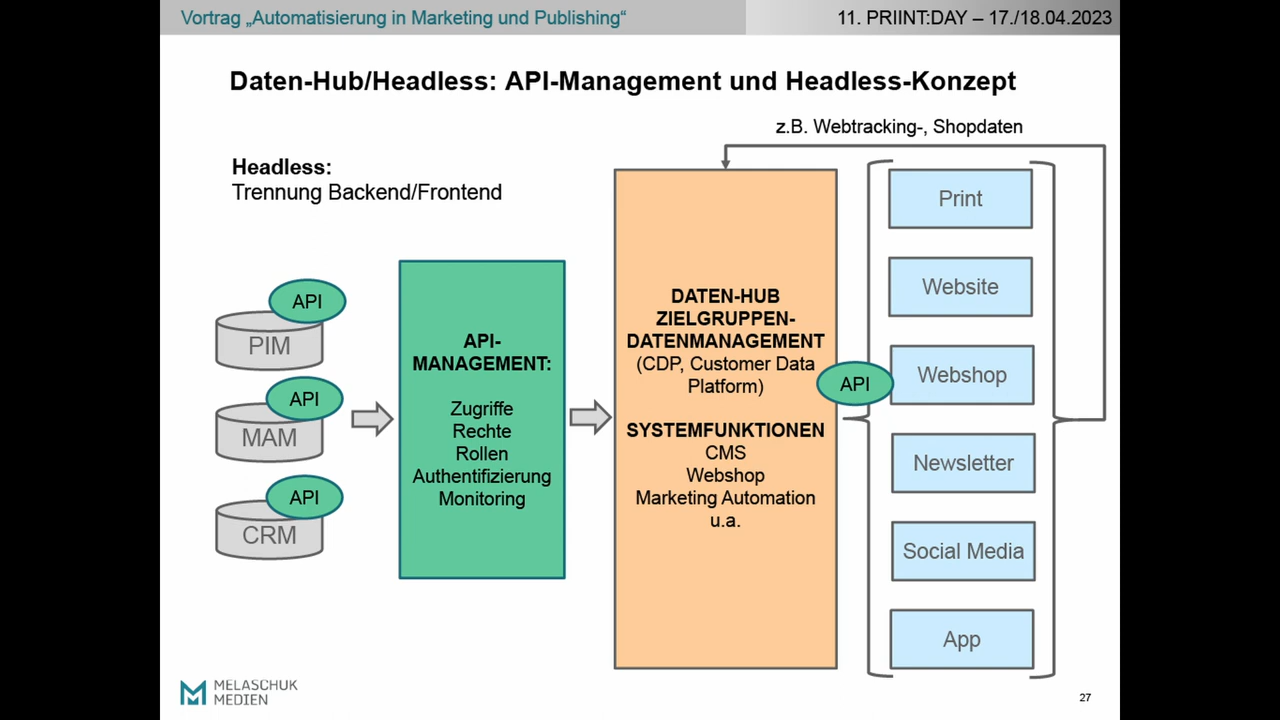 Vortrag „Automatisierung in Marketing und Publishing“
11. PRIINT:DAY – 17./18.04.2023
Daten-Hub/Headless: API-Management und Headless-Konzept
z.B. Webtracking-, Shopdaten
Headless:
Trennung Backend/Frontend
API
PIM
API
MAM
API
CRM
API-
MANAGEMENT:
Zugriffe
Rechte
Rollen
Authentifizierung
Monitoring
DATEN-HUB
ZIELGRUPPEN-
DATENMANAGEMENT
(CDP, Customer Data
Platform)
SYSTEMFUNKTIONEN
CMS
Webshop
Marketing Automation
u.a.
API
Print
Website
Webshop
Newsletter
Social Media
App
MELASCHUK
MEDIEN
27